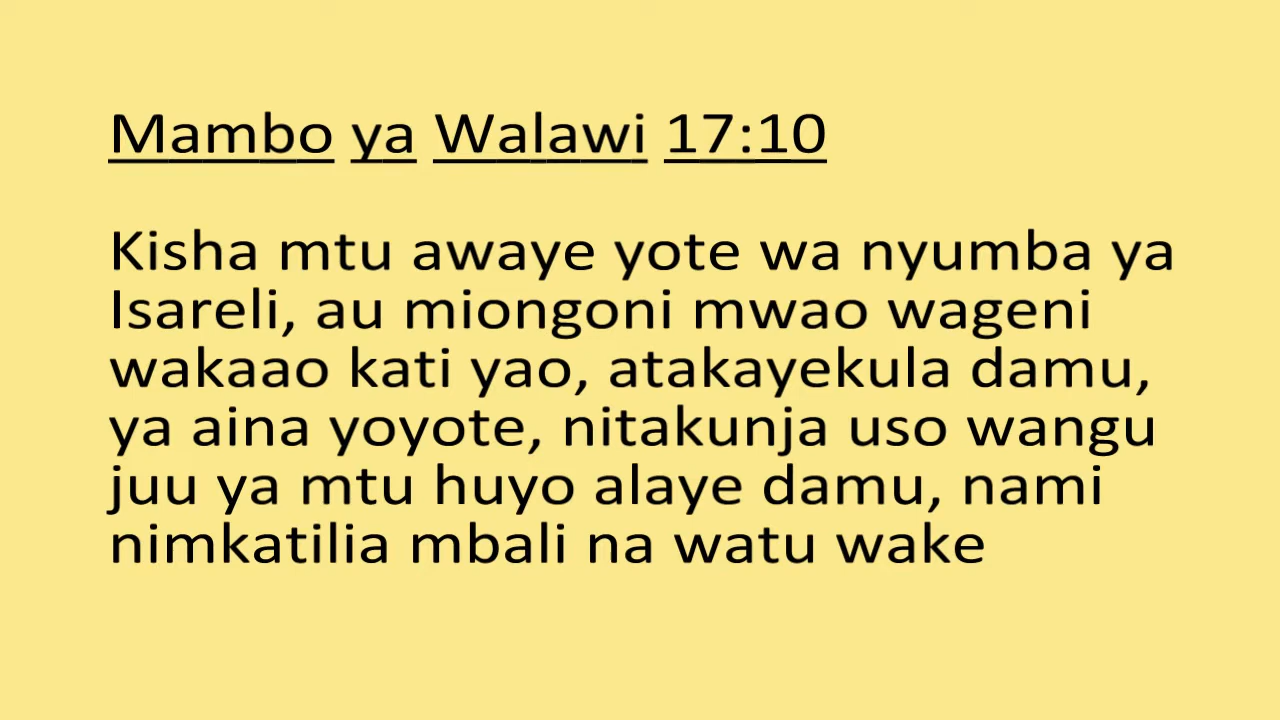 Mambo ya Walawi 17:10
Kisha mtu awaye yote wa nyumba ya
Isareli, au miongoni mwao wageni
wakaao kati yao, atakayekula damu,
ya aina yoyote, nitakunja uso wangu
juu ya mtu huyo alaye damu, nami
nimkatilia mbali na watu wake